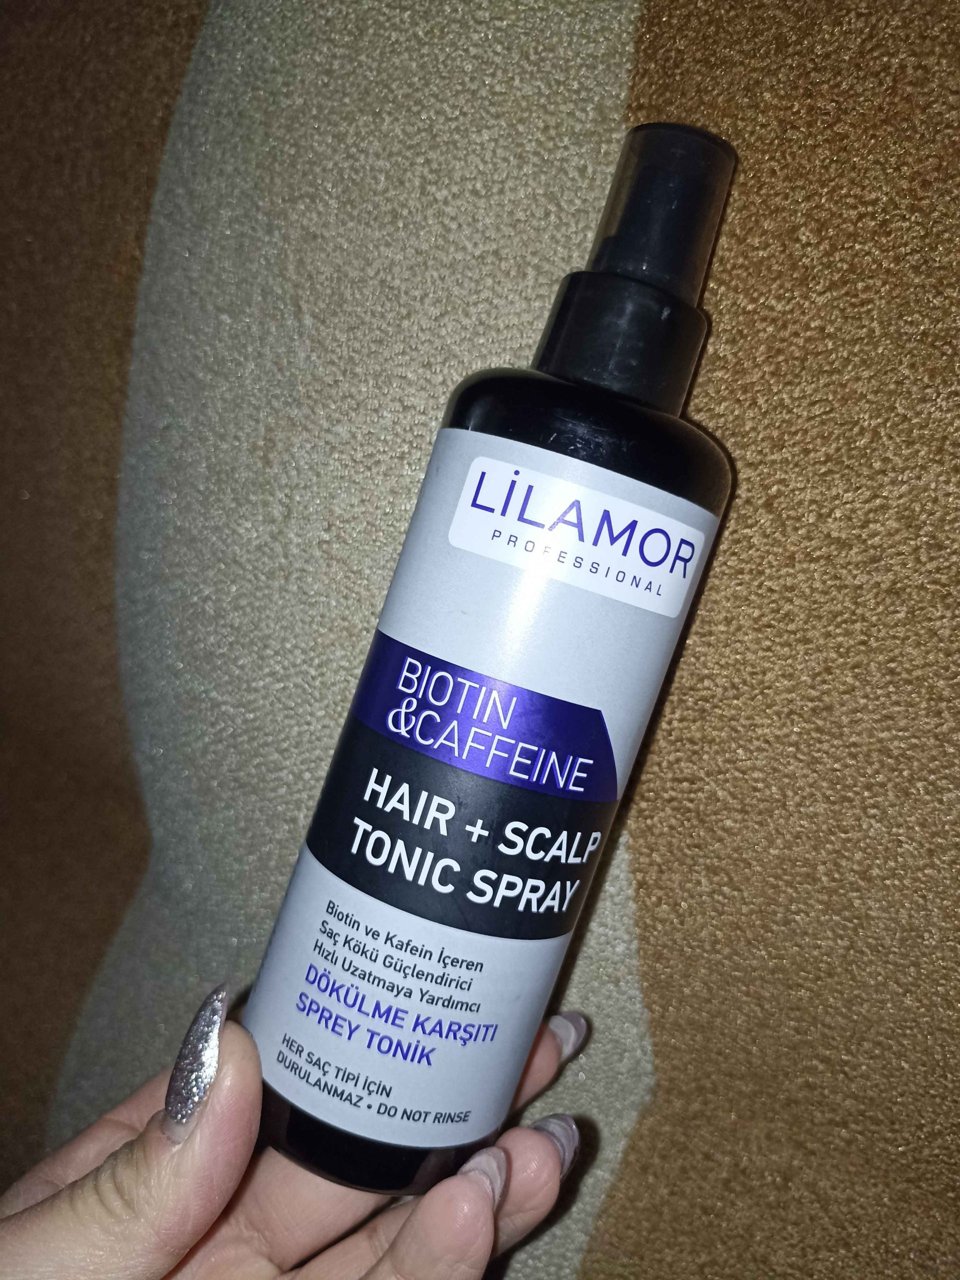 LİLAMOR
PROFESSIONAL
BIOTIN
&CAFFEINE
HAIR + SCALP
TONIC SPRAY
Biotin ve Kafein İçeren
Saç Kökü Güçlendirici
Hızlı Uzatmaya Yardımcı
DÖKÜLME KARŞITI
SPREY TONİK
HER SAÇ TİPİ İÇİN
DURULANMAZ • DO NOT RINSE